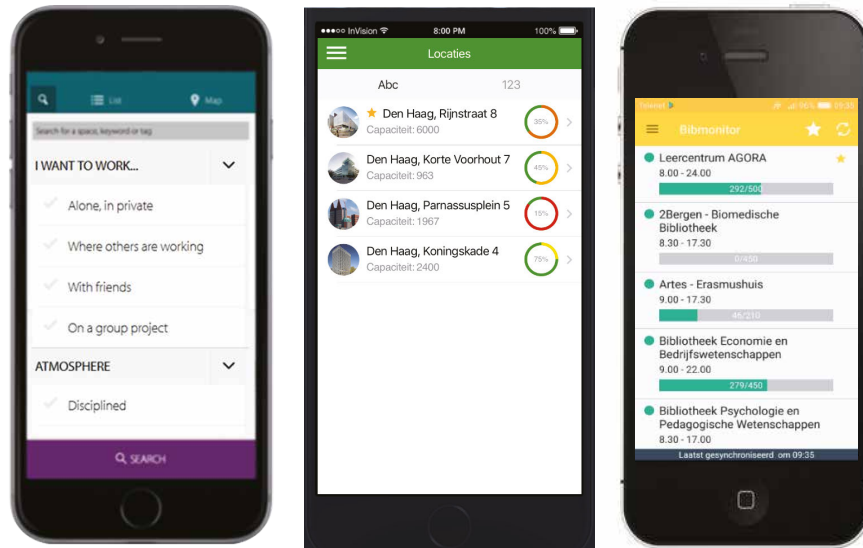 List
Map
Search for a space, keyword or tag
I WANT TO WORK...
Alone, in private
Where others are working
With friends
On a group project
ATMOSPHERE
Disciplined
SEARCH
InVision
8:00 PM
100%
Locaties
Abc
123
Den Haag, Rijnstraat 8
Capaciteit: 6000
35%
Den Haag, Korte Voorhout 7
Capaciteit: 963
45%
Den Haag, Parnassusplein 5
Capaciteit: 1967
15%
Den Haag, Koningskade 4
Capaciteit: 2400
75%
96% 09:35
Bibmonitor
Leercentrum AGORA
8.00 - 24.00
292/500
2Bergen - Biomedische
Bibliotheek
8.30 - 17.30
0/450
Artes - Erasmushuis
9.00 - 17.30
46/210
Bibliotheek Economie en
Bedrijfswetenschappen
9.00 - 22.00
279/450
Bibliotheek Psychologie en
Pedagogische Wetenschappen
8.30 - 17.00
Laatst gesynchroniseerd om 09:35